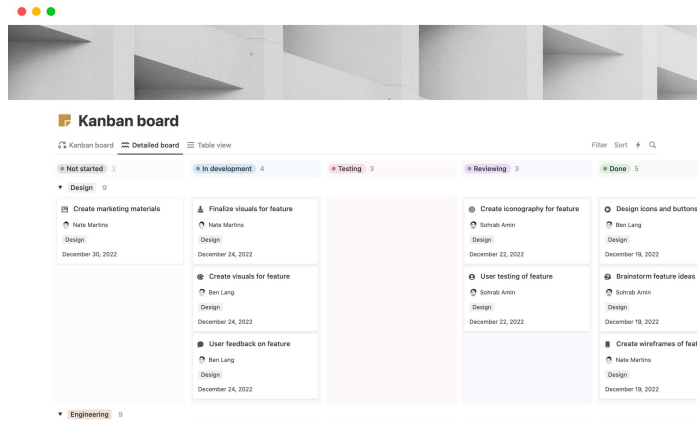 Kanban board
Kanban board Detailed board Table view Filter Sort
Not started 3 In development 4 Testing 3 Reviewing 3 Done 5
Design 9
Create marketing materials
Nate Martins
Design
December 30, 2022
Finalize visuals for feature
Nate Martins
Design
December 24, 2022
Create visuals for feature
Ben Lang
Design
December 24, 2022
User feedback on feature
Ben Lang
Design
December 24, 2022
Create iconography for feature
Sohrab Amin
Design
December 22, 2022
User testing of feature
Sohrab Amin
Design
December 22, 2022
Design icons and buttons
Ben Lang
Design
December 19, 2022
Brainstorm feature ideas
Sohrab Amin
Design
December 19, 2022
Create wireframes of feat
Nate Martins
Design
December 19, 2022
Engineering 9